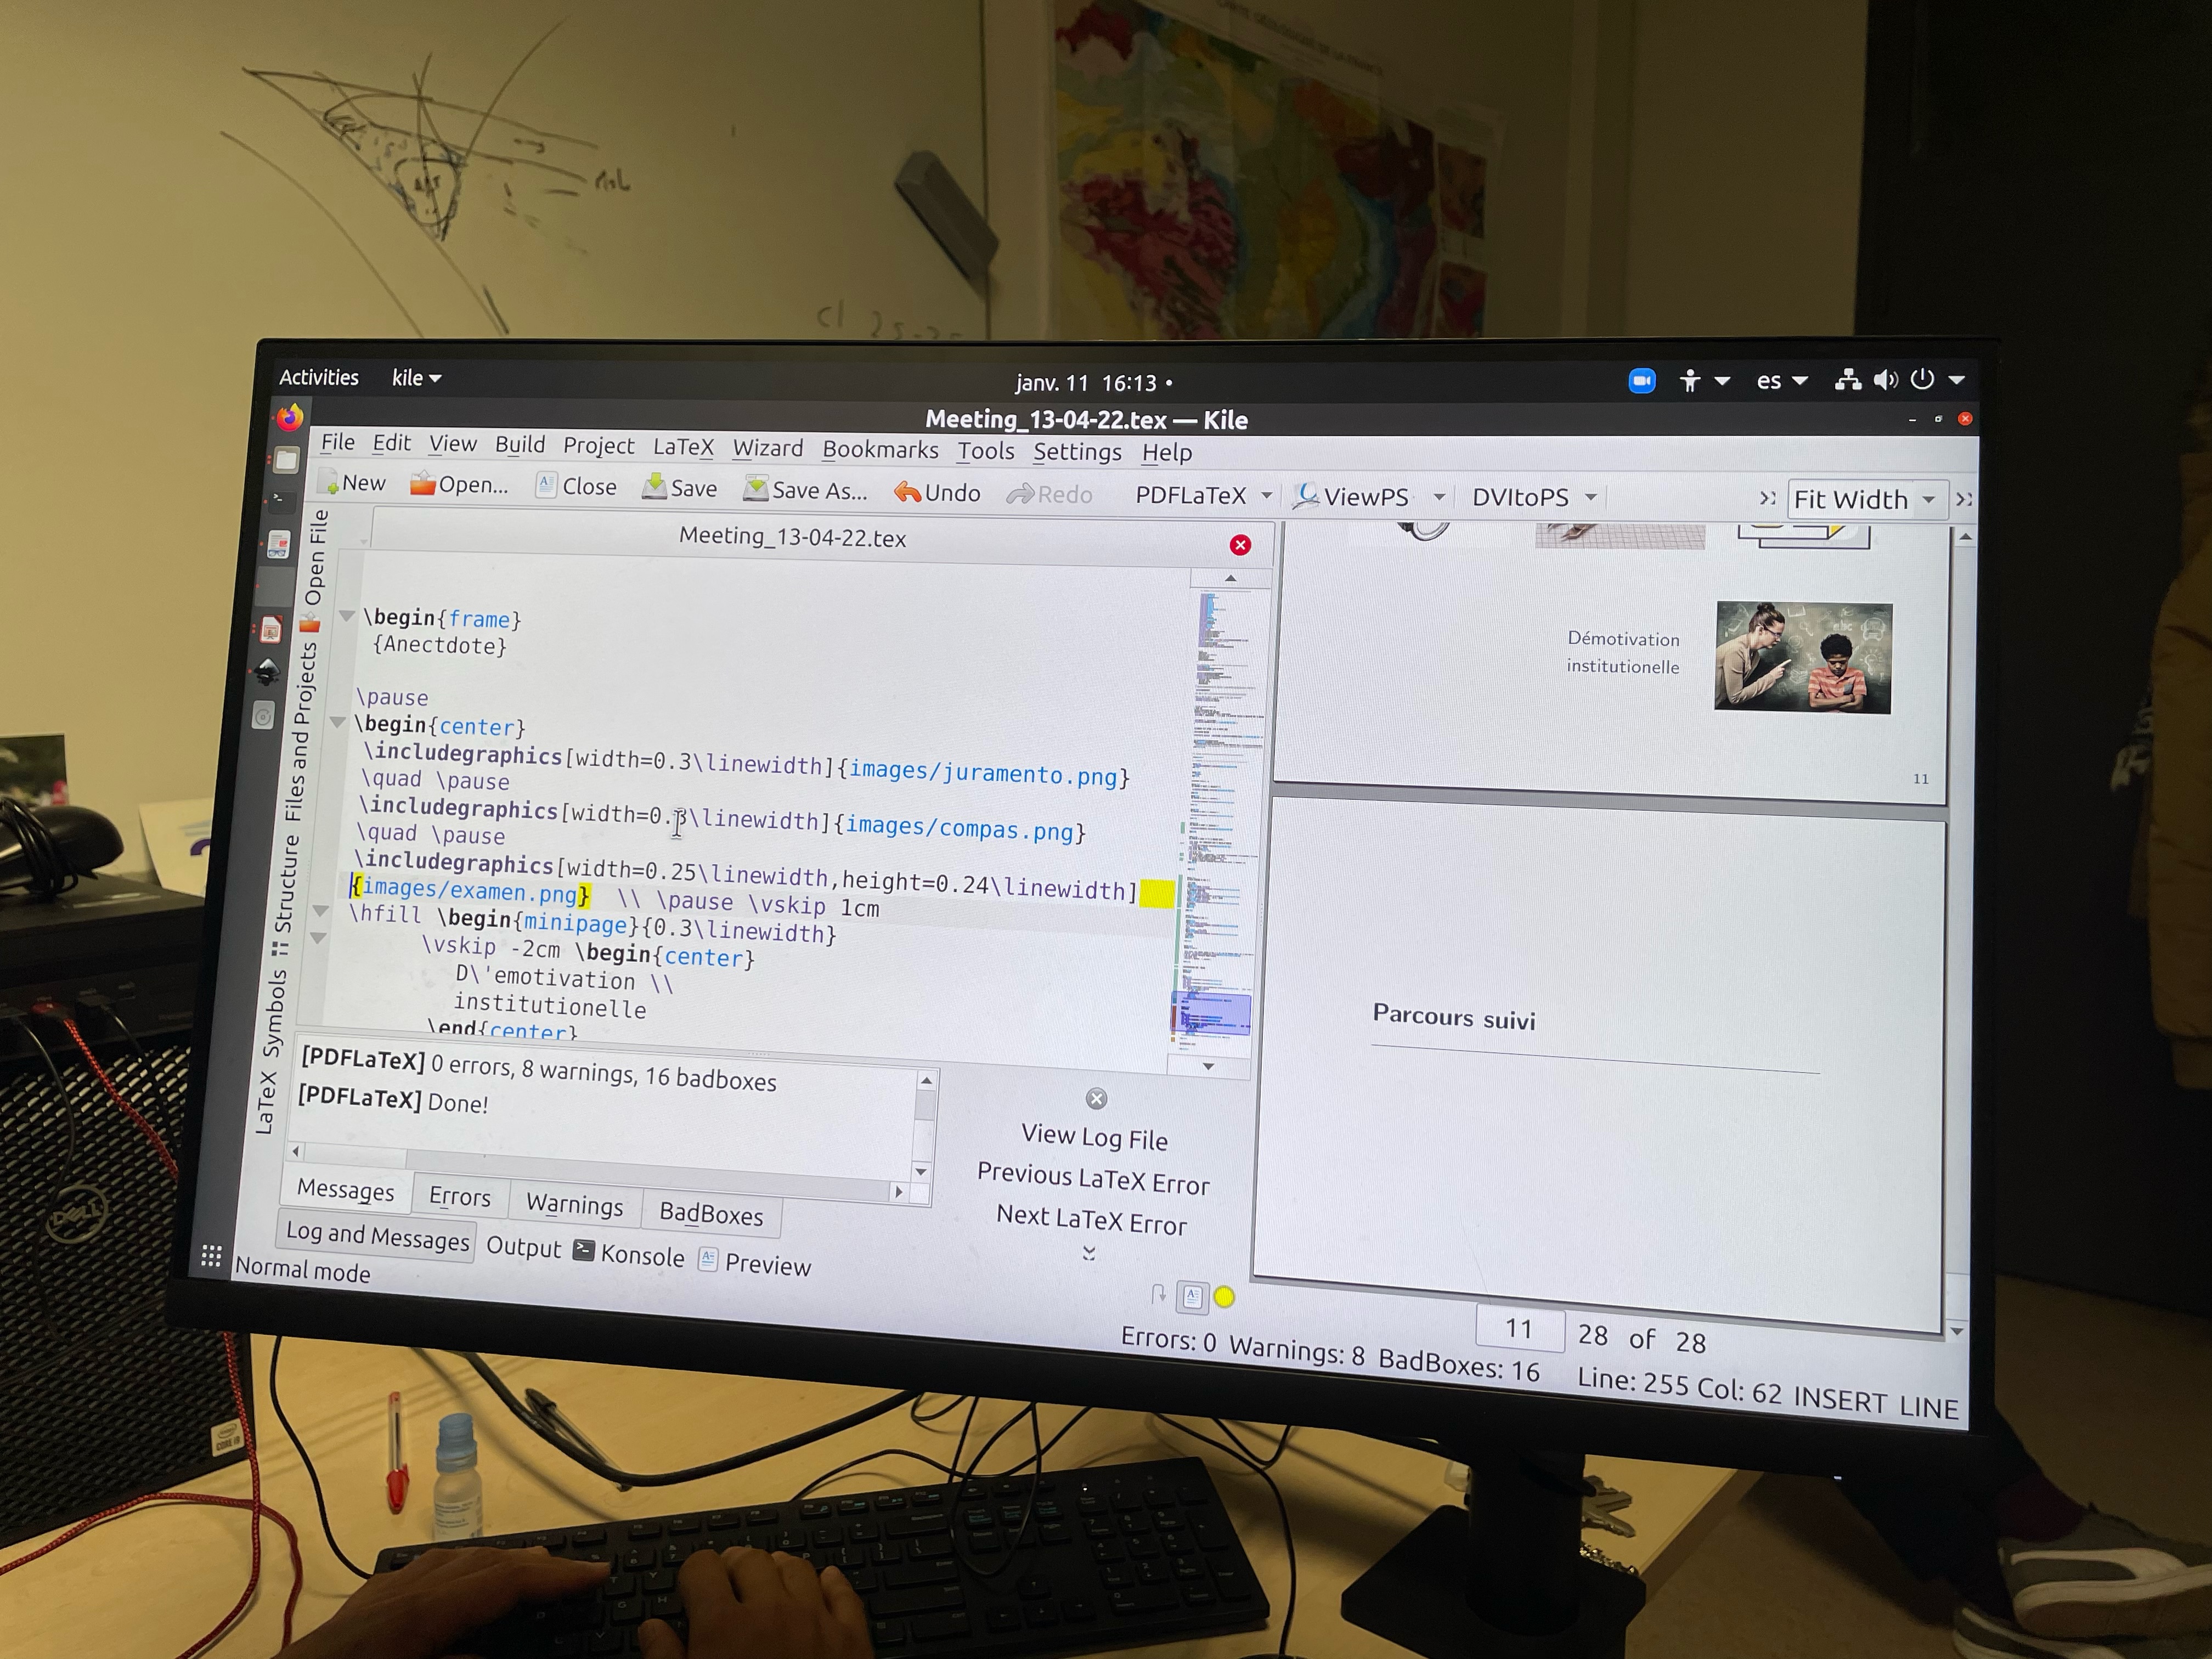 Activities kile janv. 11 16:13 es
Meeting_13-04-22.tex — Kile
File Edit View Build Project LaTeX Wizard Bookmarks Tools Settings Help
New Open... Close Save Save As... Undo Redo PDFLaTeX ViewPS DVItoPS Fit Width
Open File
Files and Projects
Structure
Symbols
LaTeX
Meeting_13-04-22.tex
\begin{frame}
{Anectdote}
\pause
\begin{center}
\includegraphics[width=0.3\linewidth]{images/juramento.png}
\quad \pause
\includegraphics[width=0.3\linewidth]{images/compas.png}
\quad \pause
\includegraphics[width=0.25\linewidth,height=0.24\linewidth]
{images/examen.png} \\ \pause \vskip 1cm
\hfill \begin{minipage}{0.3\linewidth}
\vskip -2cm \begin{center}
D\'emotivation \\
institutionelle
\end{center}
Démotivation
institutionelle
11
Parcours suivi
[PDFLaTeX] 0 errors, 8 warnings, 16 badboxes
[PDFLaTeX] Done!
View Log File
Previous LaTeX Error
Next LaTeX Error
Messages Errors Warnings BadBoxes
Log and Messages Output Konsole Preview
Normal mode
11 28 of 28
Errors: 0 Warnings: 8 BadBoxes: 16 Line: 255 Col: 62 INSERT LINE
DELL
CORE i9